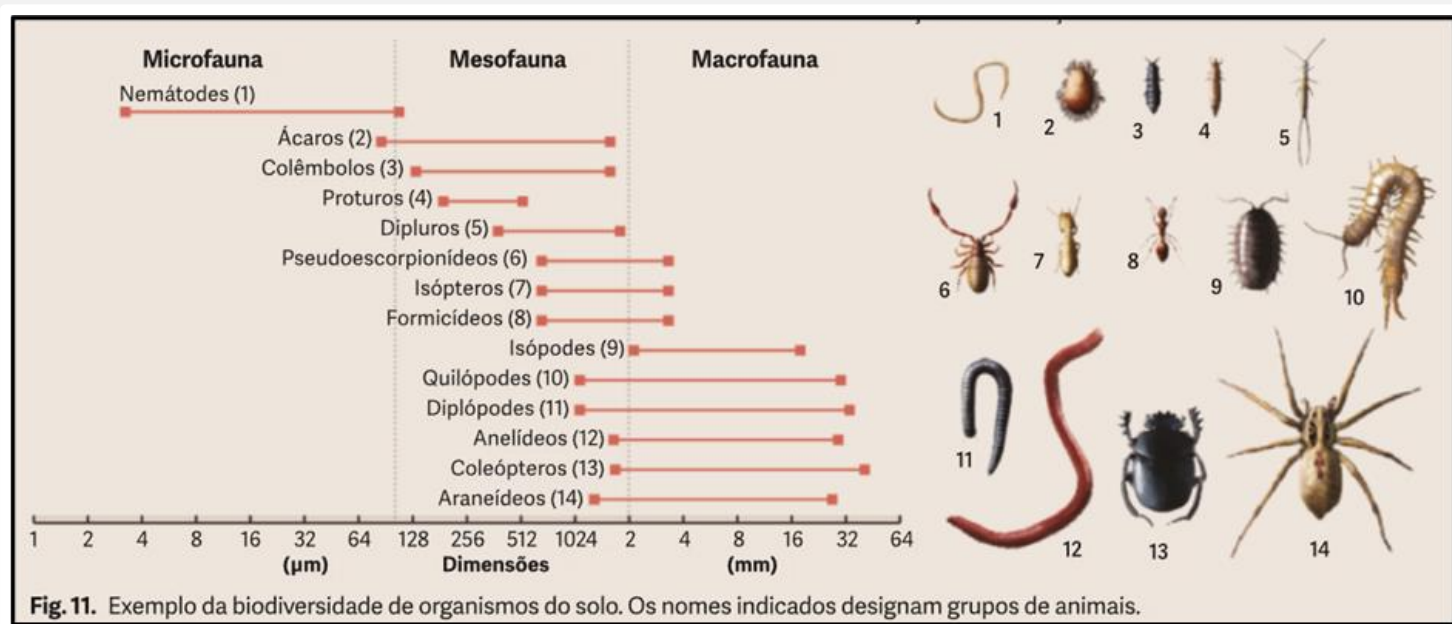 Microfauna
Mesofauna
Macrofauna
Nemátodes (1)
Ácaros (2)
Colêmbolos (3)
Proturos (4)
Dipluros (5)
Pseudoescorpionídeos (6)
Isópteros (7)
Formicídeos (8)
Isópodes (9)
Quilópodes (10)
Diplópodes (11)
Anelídeos (12)
Coleópteros (13)
Araneídeos (14)
1 2 4 8 16 32 64 128 256 512 1024 2 4 8 16 32 64
(μm) Dimensões (mm)
1 2 3 4 5
6 7 8 9 10
11 12 13 14
Fig. 11. Exemplo da biodiversidade de organismos do solo. Os nomes indicados designam grupos de animais.